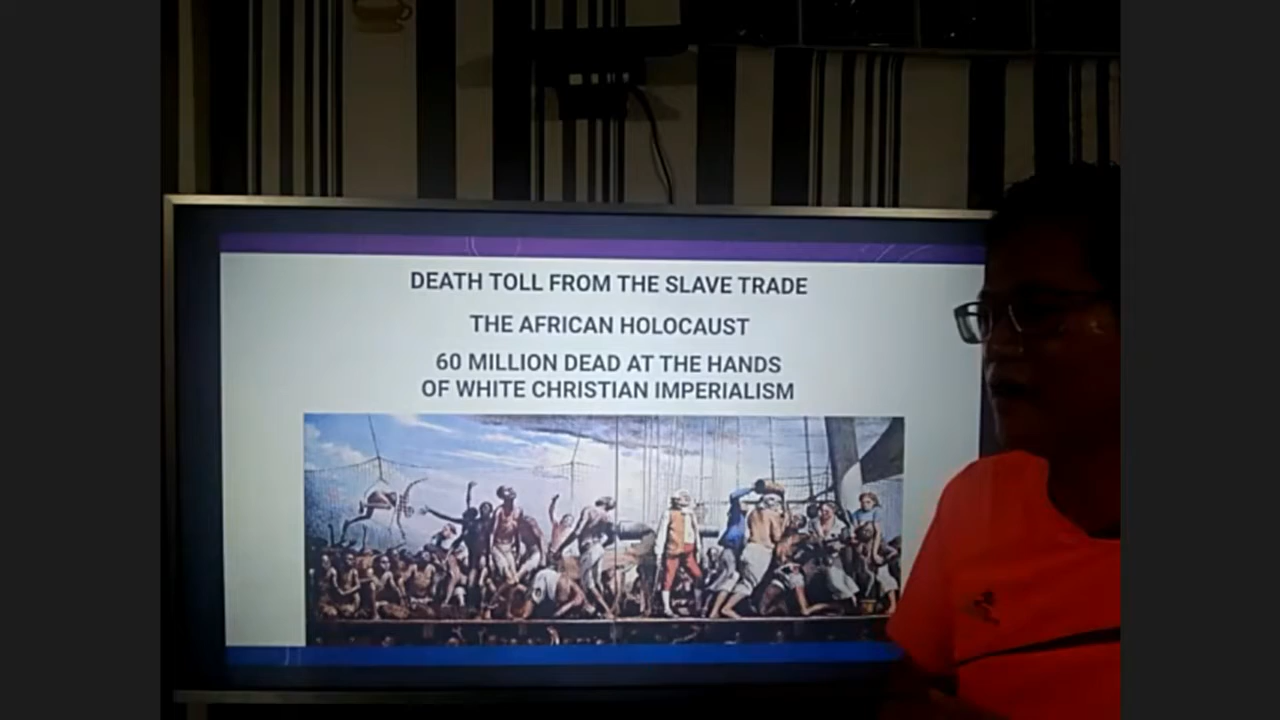 DEATH TOLL FROM THE SLAVE TRADE
THE AFRICAN HOLOCAUST
60 MILLION DEAD AT THE HANDS
OF WHITE CHRISTIAN IMPERIALISM